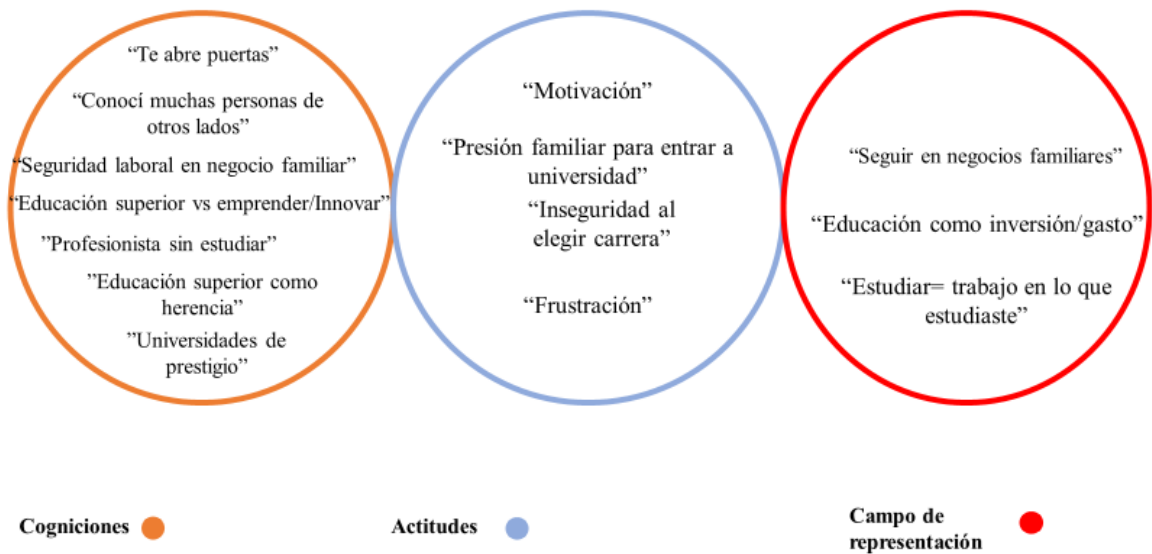 “Te abre puertas”
“Conocí muchas personas de
otros lados”
“Seguridad laboral en negocio familiar”
“Educación superior vs emprender/Innovar”
”Profesionista sin estudiar”
”Educación superior como
herencia”
”Universidades de
prestigio”
“Motivación”
“Presión familiar para entrar a
universidad”
“Inseguridad al
elegir carrera”
“Frustración”
“Seguir en negocios familiares”
“Educación como inversión/gasto”
“Estudiar= trabajo en lo que
estudiaste”
Cogniciones
Actitudes
Campo de
representación